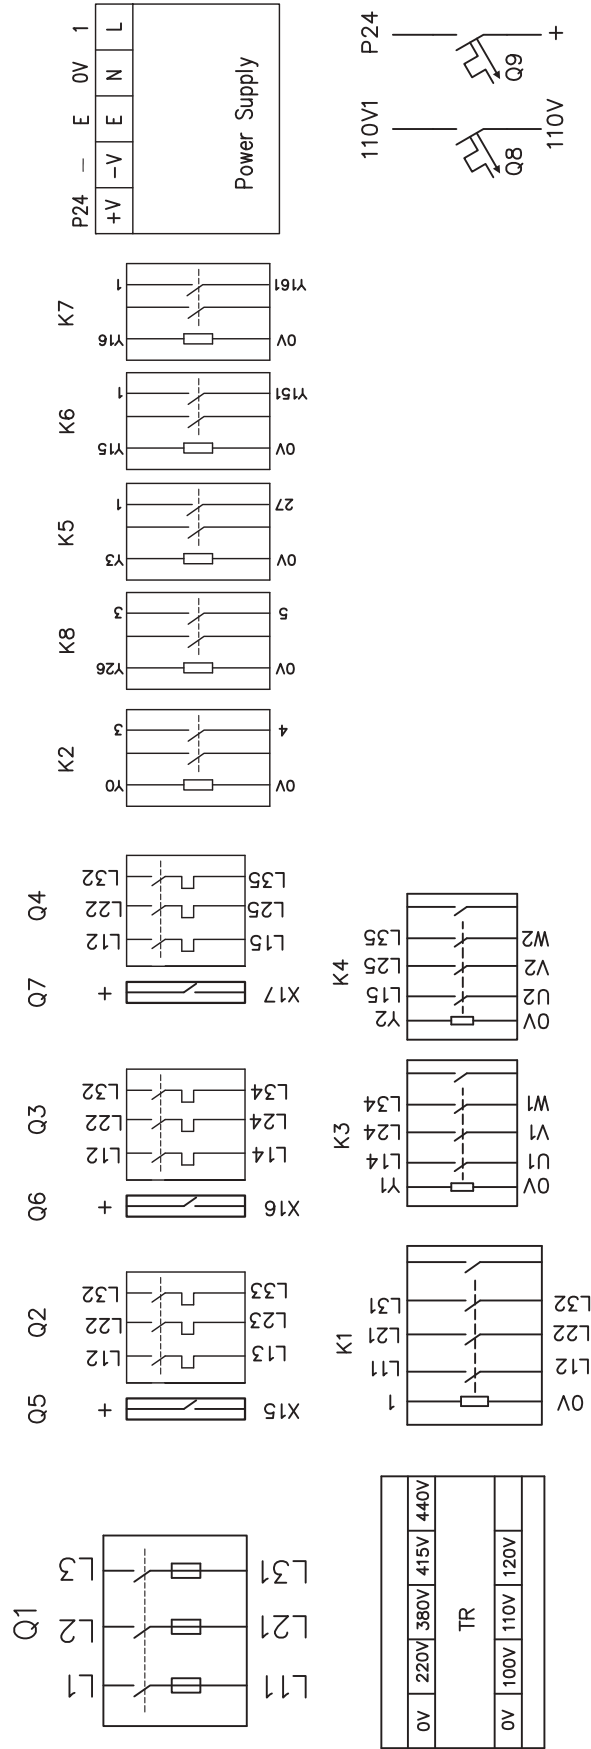 P24 — E 0V 1
+V -V E N L
Power Supply
P24 Q9 +
110V1 Q8 110V
K7
Y16 1
0V Y161
K6
Y15 1
0V Y151
K5
Y3 1
0V 27
K8
Y26 3
0V 5
K2
Y0 3
0V 4
Q4
L12 L22 L32
L15 L25 L35
Q7
+
X17
K4
Y2 L15 L25 L35
0V U2 V2 W2
Q3
L12 L22 L32
L14 L24 L34
Q6
+
X16
K3
Y1 L14 L24 L34
0V U1 V1 W1
Q2
L12 L22 L32
L13 L23 L33
Q5
+
X15
K1
1 L11 L21 L31
0V L12 L22 L32
Q1
L1 L2 L3
L11 L21 L31
0V 220V 380V 415V 440V
TR
0V 100V 110V 120V